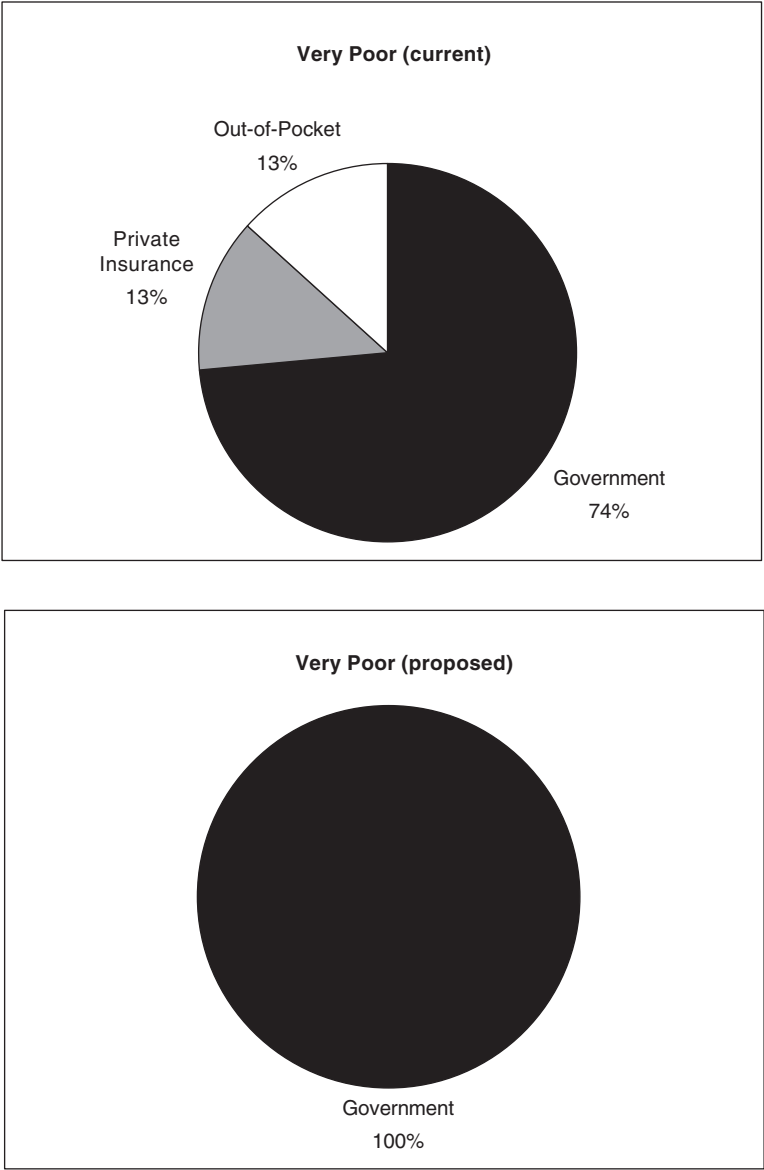 Very Poor (current)
Out-of-Pocket
13%
Private
Insurance
13%
Government
74%
Very Poor (proposed)
Government
100%